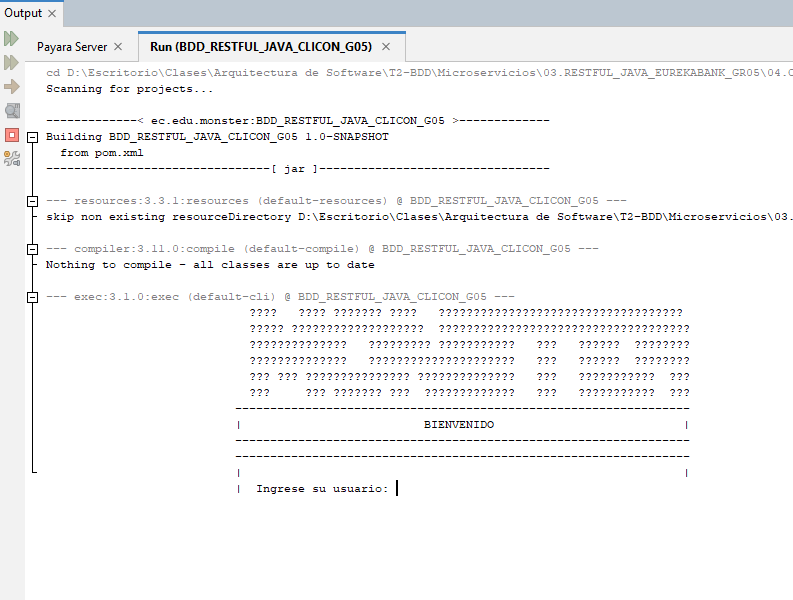 Output
Payara Server
Run (BDD_RESTFUL_JAVA_CLICON_G05)
cd D:\Escritorio\Clases\Arquitectura de Software\T2-BDD\Microservicios\03.RESTFUL_JAVA_EUREKABANK_GR05\04.C
Scanning for projects...
-------------< ec.edu.monster:BDD_RESTFUL_JAVA_CLICON_G05 >-------------
Building BDD_RESTFUL_JAVA_CLICON_G05 1.0-SNAPSHOT
from pom.xml
--------------------------------[ jar ]---------------------------------
--- resources:3.3.1:resources (default-resources) @ BDD_RESTFUL_JAVA_CLICON_G05 ---
skip non existing resourceDirectory D:\Escritorio\Clases\Arquitectura de Software\T2-BDD\Microservicios\03.
--- compiler:3.11.0:compile (default-compile) @ BDD_RESTFUL_JAVA_CLICON_G05 ---
Nothing to compile - all classes are up to date
--- exec:3.1.0:exec (default-cli) @ BDD_RESTFUL_JAVA_CLICON_G05 ---
????   ???? ??????? ????   ???????????????????????????????????
????? ???????????????????  ????????????????????????????????????
??????????????   ????????? ???????????   ???   ??????  ????????
??????????????   ?????????????????????   ???   ??????  ????????
??? ??? ??????????????? ??????????????   ???   ???????????  ???
???     ??? ??????? ???  ?????????????   ???   ???????????  ???
-----------------------------------------------------------------
| BIENVENIDO |
-----------------------------------------------------------------
-----------------------------------------------------------------
| |
| Ingrese su usuario: